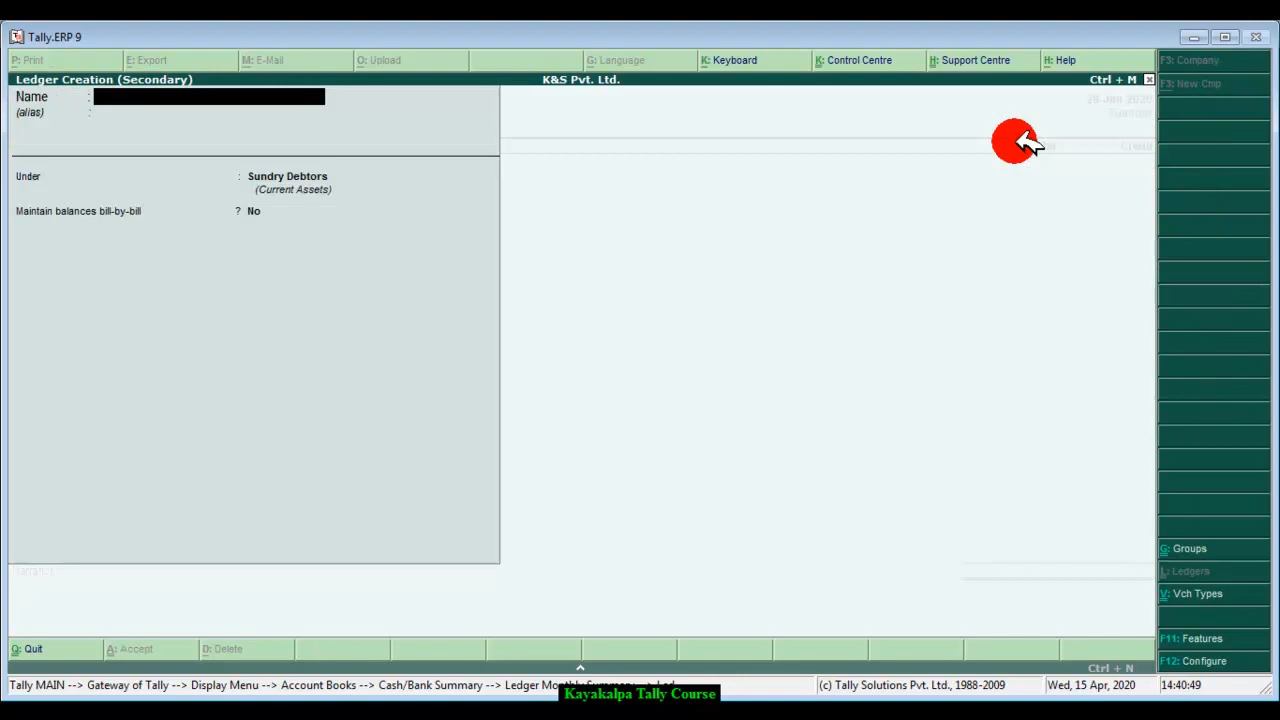 Tally.ERP 9
P: Print E: Export M: E-Mail O: Upload G: Language K: Keyboard K: Control Centre H: Support Centre H: Help F3: Company
Ledger Creation (Secondary) K&S Pvt. Ltd. Ctrl + M
F3: New Cmp
Name :
(alias) :
Under : Sundry Debtors
(Current Assets)
Maintain balances bill-by-bill ? No
G: Groups
L: Ledgers
V: Vch Types
F11: Features
F12: Configure
Q: Quit A: Accept D: Delete
Ctrl + N
Tally MAIN --> Gateway of Tally --> Display Menu --> Account Books --> Cash/Bank Summary --> Ledger Monthly Summary --> Led (c) Tally Solutions Pvt. Ltd., 1988-2009 Wed, 15 Apr, 2020 14:40:49
Kayakalpa Tally Course